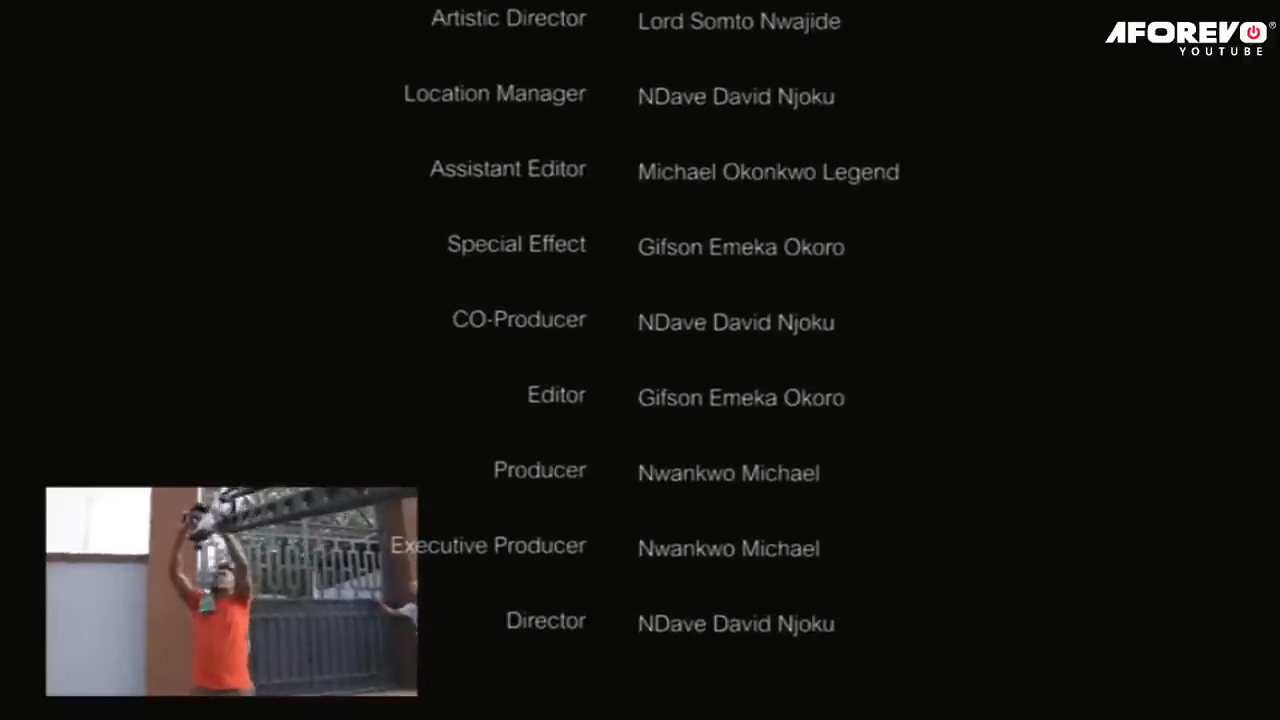 AFOREVO
YOUTUBE
Artistic Director Lord Somto Nwajide
Location Manager NDave David Njoku
Assistant Editor Michael Okonkwo Legend
Special Effect Gifson Emeka Okoro
CO-Producer NDave David Njoku
Editor Gifson Emeka Okoro
Producer Nwankwo Michael
Executive Producer Nwankwo Michael
Director NDave David Njoku